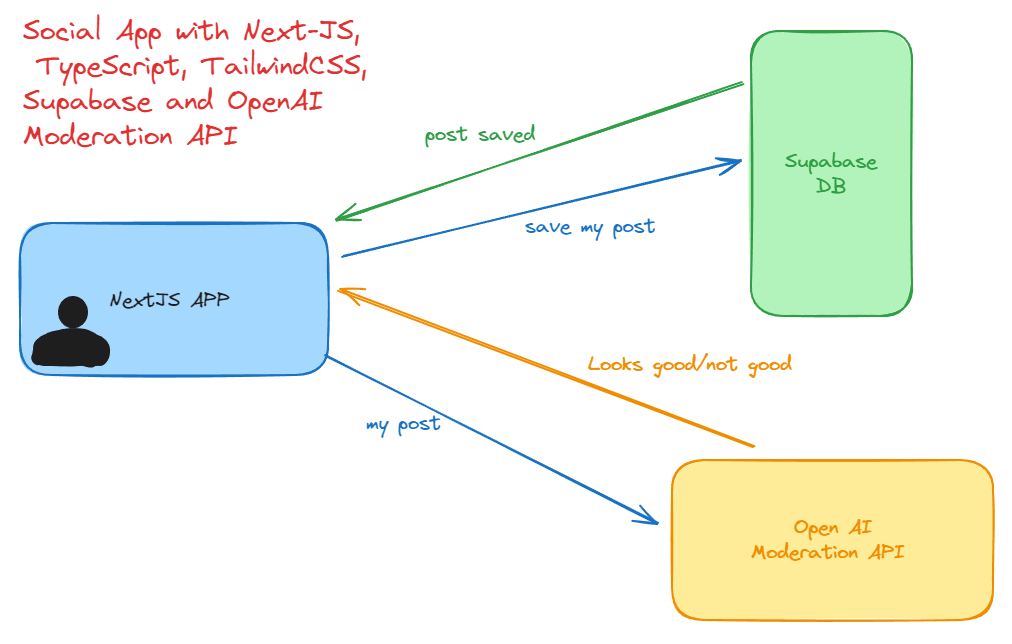 Social App with Next-JS,
TypeScript, TailwindCSS,
Supabase and OpenAI
Moderation API
post saved
Supabase
DB
save my post
NextJS APP
Looks good/not good
my post
Open AI
Moderation API